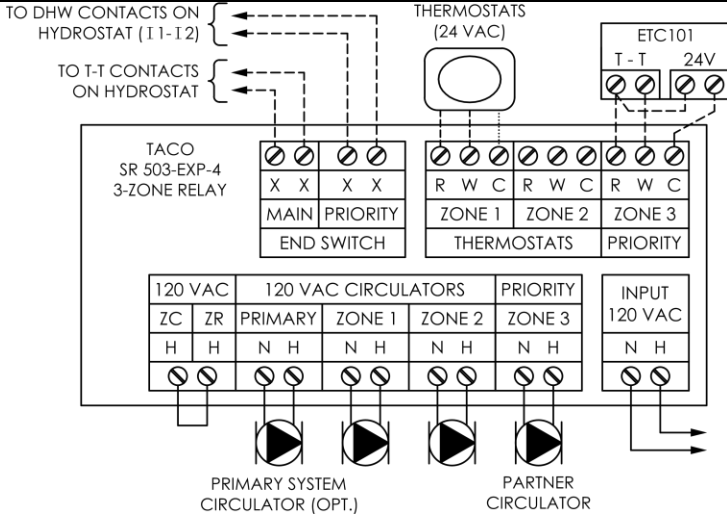 TO DHW CONTACTS ON
HYDROSTAT (I1-I2)
TO T-T CONTACTS
ON HYDROSTAT
THERMOSTATS
(24 VAC)
ETC101
T - T 24V
TACO
SR 503-EXP-4
3-ZONE RELAY
X X X X
MAIN PRIORITY
END SWITCH
R W C R W C R W C
ZONE 1 ZONE 2 ZONE 3
THERMOSTATS PRIORITY
120 VAC 120 VAC CIRCULATORS PRIORITY
ZC ZR PRIMARY ZONE 1 ZONE 2 ZONE 3
H H N H N H N H N H
INPUT
120 VAC
N H
PRIMARY SYSTEM
CIRCULATOR (OPT.)
PARTNER
CIRCULATOR